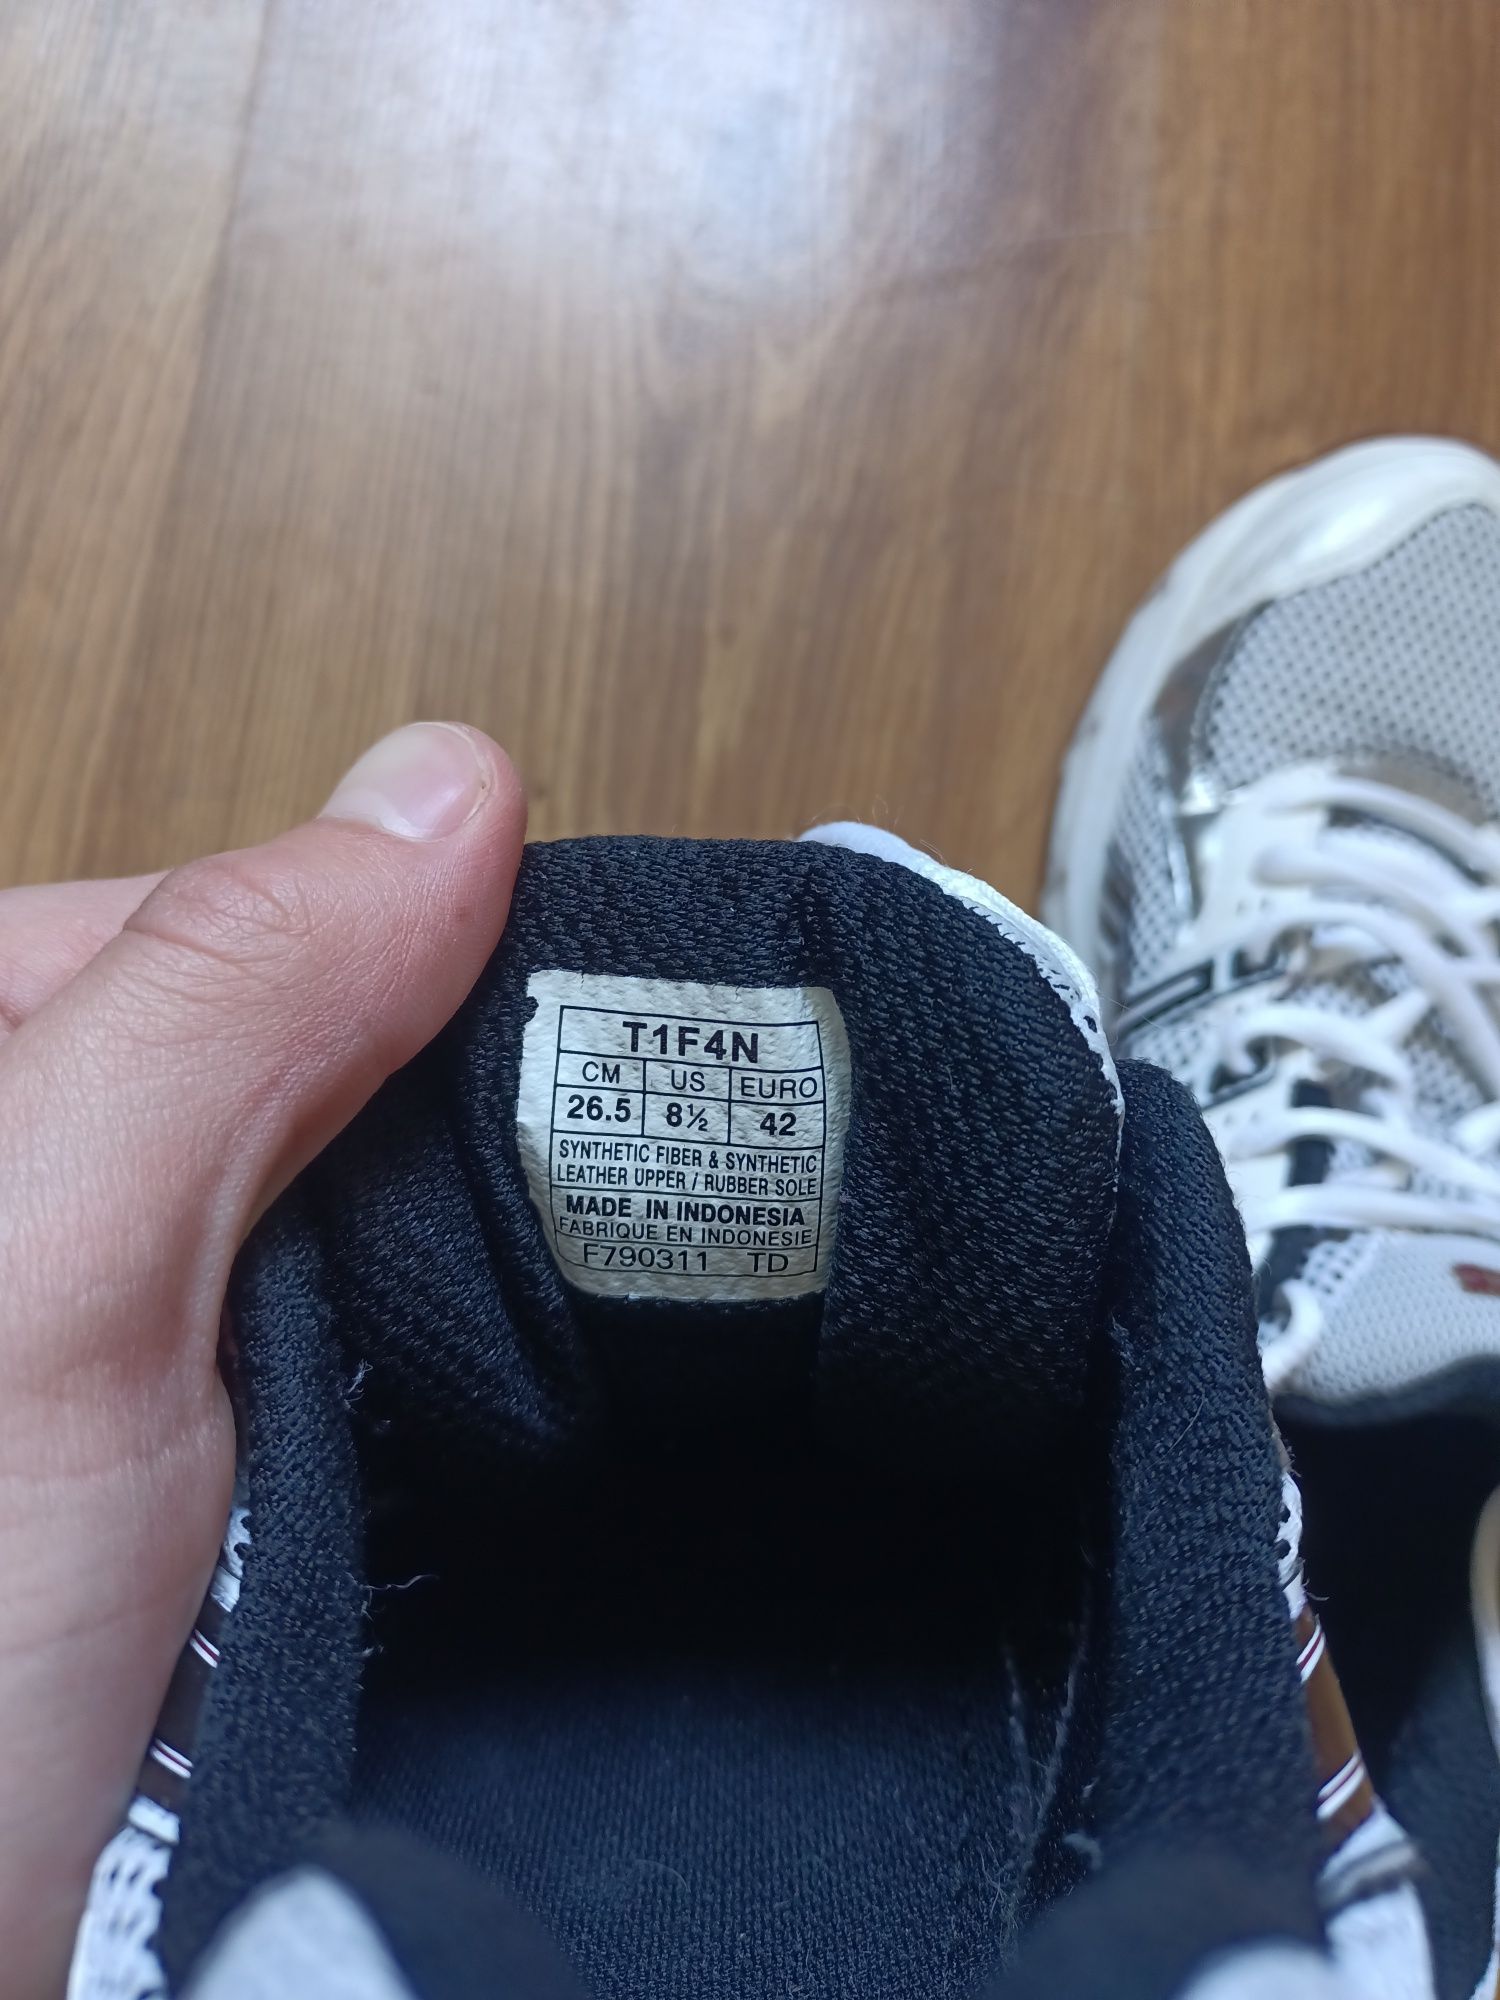 T1F4N
CM US EURO
26.5 8½ 42
SYNTHETIC FIBER & SYNTHETIC
LEATHER UPPER / RUBBER SOLE
MADE IN INDONESIA
FABRIQUE EN INDONESIE
F790311 TD